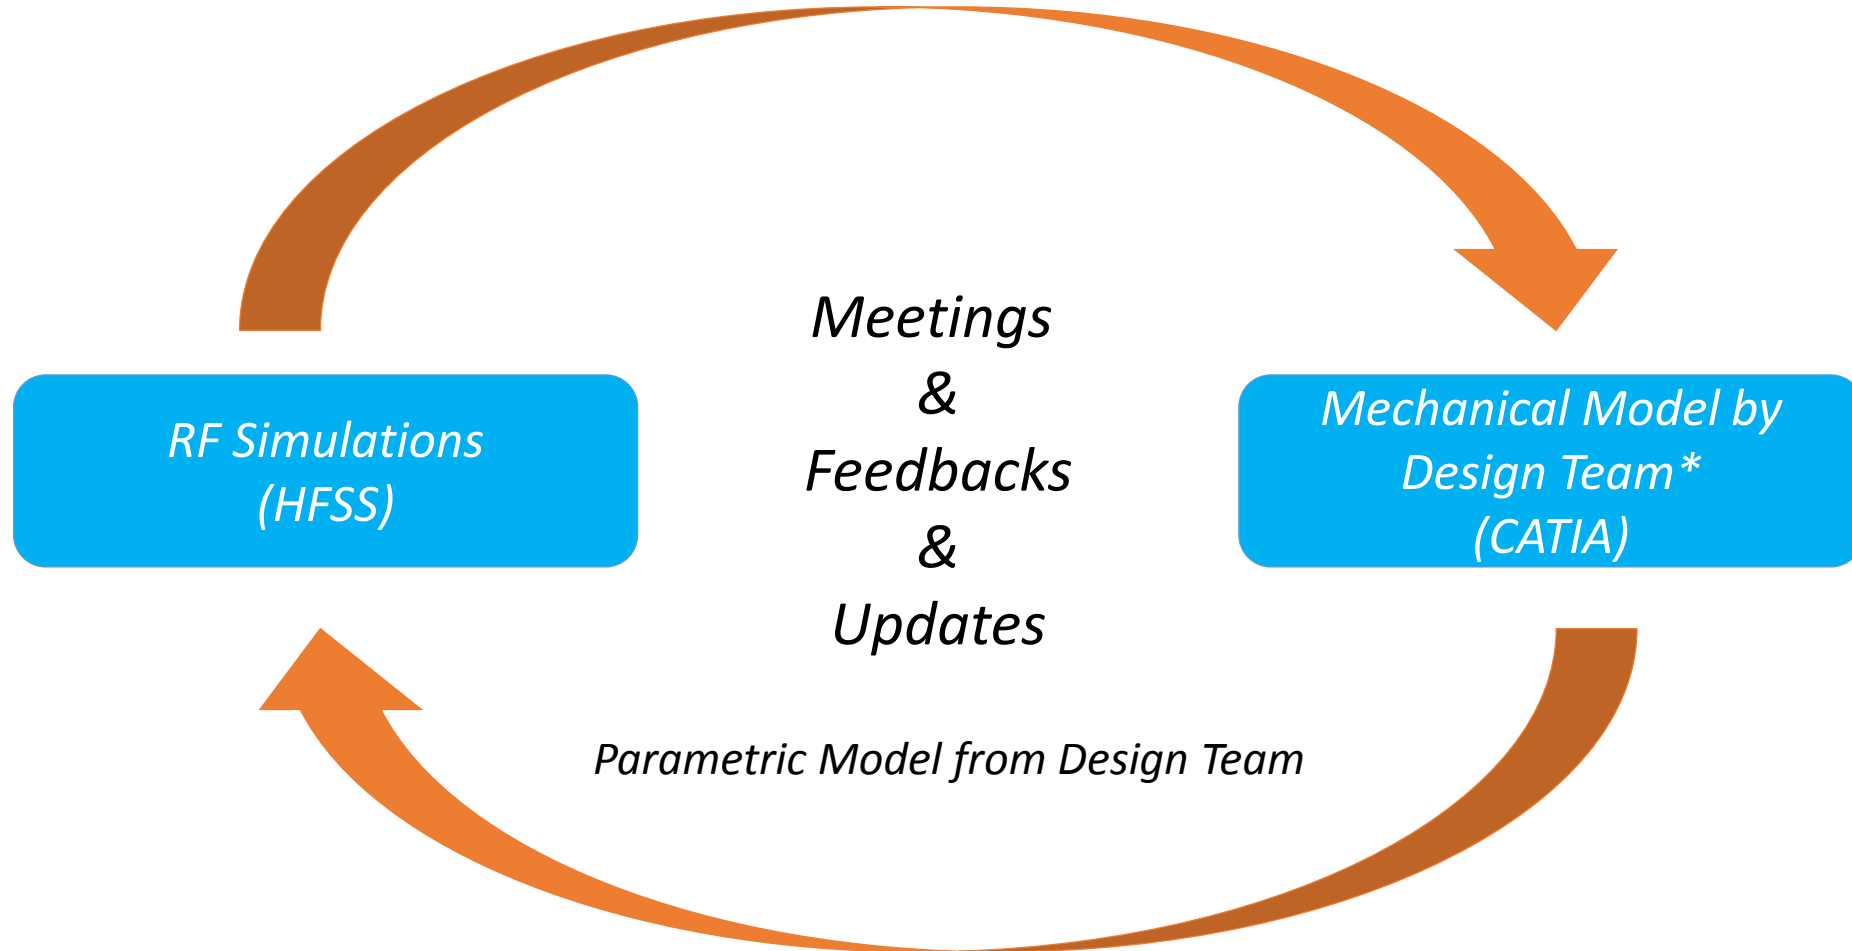 Meetings
&
Feedbacks
&
Updates
RF Simulations
(HFSS)
Mechanical Model by
Design Team*
(CATIA)
Parametric Model from Design Team